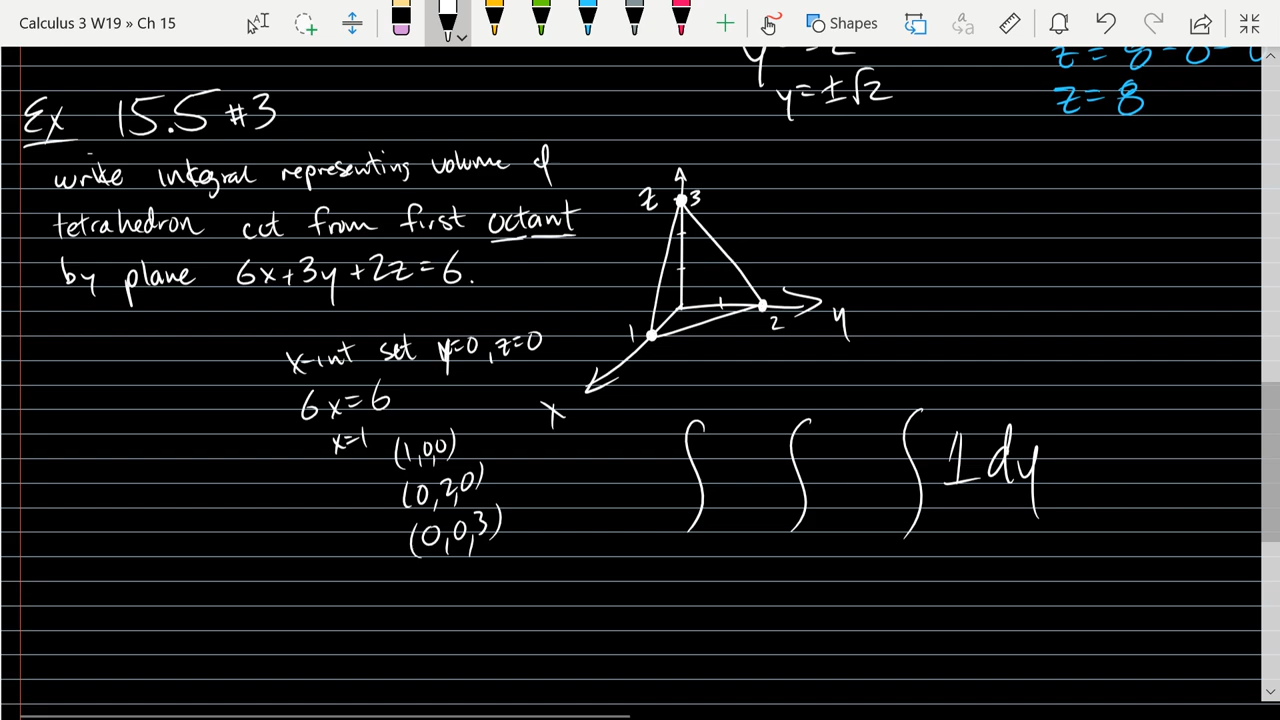 Calculus 3 W19 » Ch 15
Shapes
y = ±√2
z = 8
Ex 15.5 #3
write integral representing volume of
tetrahedron cut from first octant
by plane 6x+3y+2z=6.
x-int set y=0, z=0
6x=6
x=1
(1,0,0)
(0,2,0)
(0,0,3)
z 3
1
2
y
x
∫ ∫ ∫ 1 dy